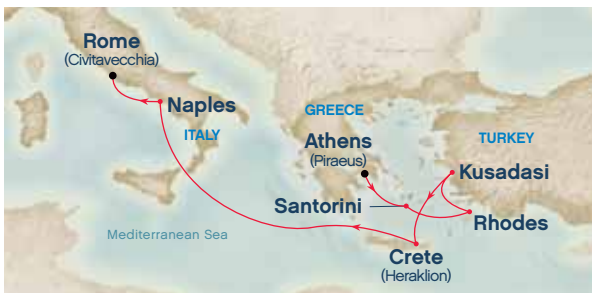 Rome
(Civitavecchia)
Naples
ITALY
GREECE
Athens
(Piraeus)
TURKEY
Kusadasi
Santorini
Rhodes
Mediterranean Sea
Crete
(Heraklion)